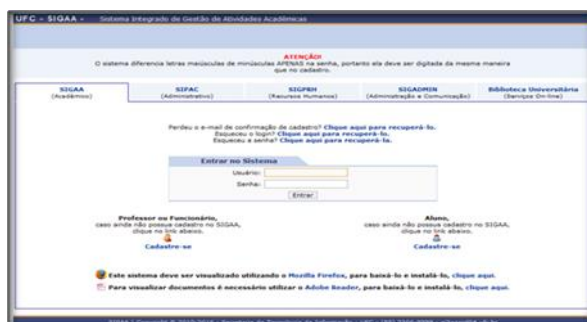 UFC - SIGAA - Sistema Integrado de Gestão de Atividades Acadêmicas
ATENÇÃO!
O sistema diferencia letras maiúsculas de minúsculas APENAS na senha, portanto ela deve ser digitada da mesma maneira
que no cadastro.
SIGAA
(Acadêmico)
SIPAC
(Administrativo)
SIGPRH
(Recursos Humanos)
SIGADMIN
(Administração e Comunicação)
Biblioteca Universitária
(Serviços On-line)
Perdeu o e-mail de confirmação de cadastro? Clique aqui para recuperá-lo.
Esqueceu o login? Clique aqui para recuperá-lo.
Esqueceu a senha? Clique aqui para recuperá-la.
Entrar no Sistema
Usuário:
Senha:
Entrar
Professor ou Funcionário,
caso ainda não possua cadastro no SIGAA,
clique no link abaixo.
Cadastre-se
Aluno,
caso ainda não possua cadastro no SIGAA,
clique no link abaixo.
Cadastre-se
Este sistema deve ser visualizado utilizando o Mozilla Firefox, para baixá-lo e instalá-lo, clique aqui.
Para visualizar documentos é necessário utilizar o Adobe Reader, para baixá-lo e instalá-lo, clique aqui.